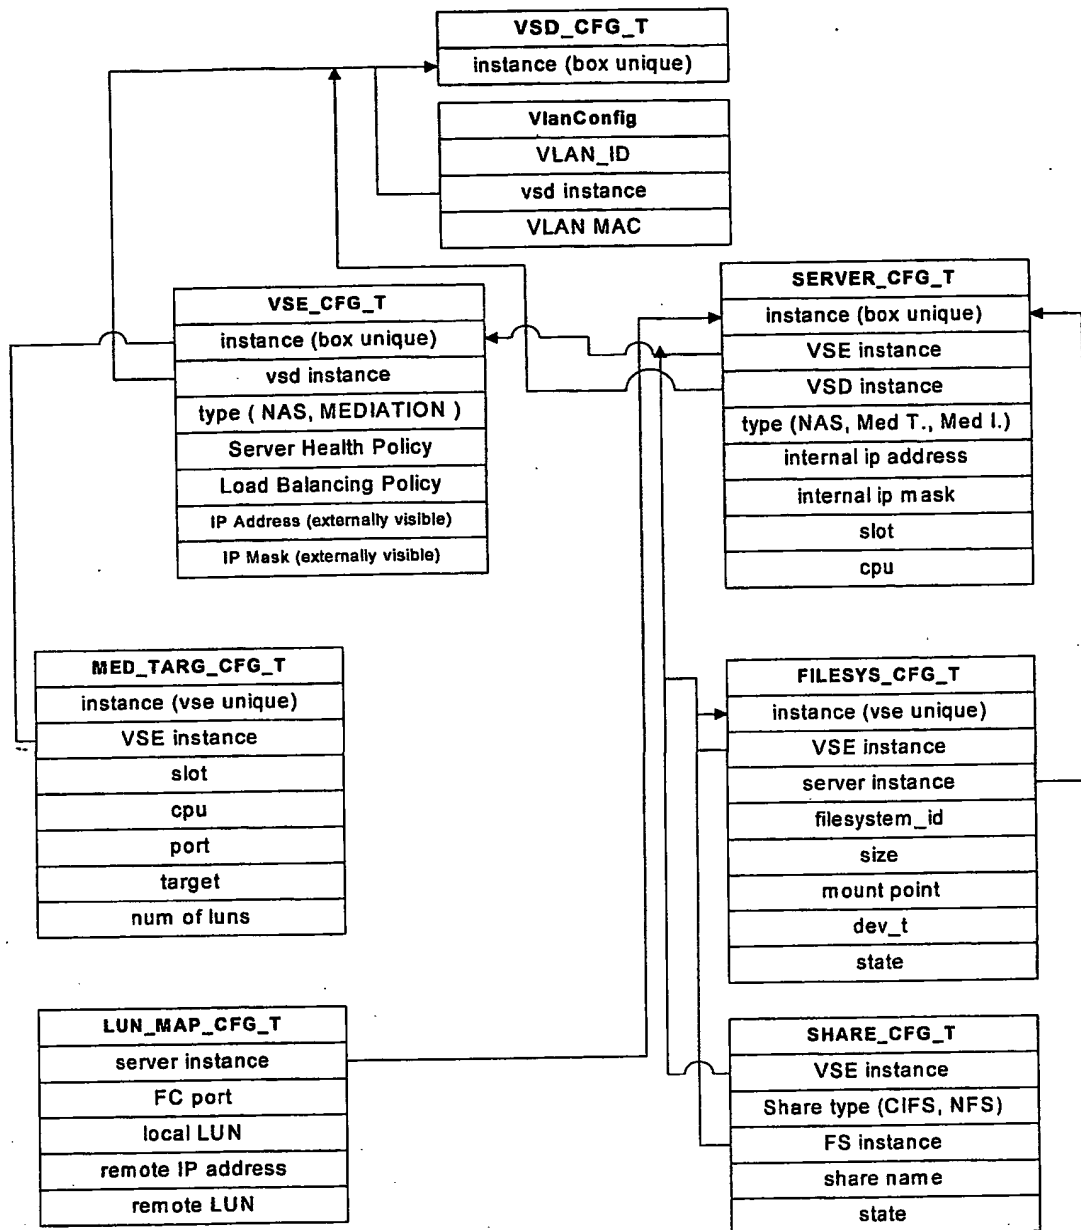 VSD_CFG_T
instance (box unique)
VlanConfig
VLAN_ID
vsd instance
VLAN MAC
VSE_CFG_T
instance (box unique)
vsd instance
type ( NAS, MEDIATION )
Server Health Policy
Load Balancing Policy
IP Address (externally visible)
IP Mask (externally visible)
SERVER_CFG_T
instance (box unique)
VSE instance
VSD instance
type (NAS, Med T., Med I.)
internal ip address
internal ip mask
slot
cpu
MED_TARG_CFG_T
instance (vse unique)
VSE instance
slot
cpu
port
target
num of luns
FILESYS_CFG_T
instance (vse unique)
VSE instance
server instance
filesystem_id
size
mount point
dev_t
state
LUN_MAP_CFG_T
server instance
FC port
local LUN
remote IP address
remote LUN
SHARE_CFG_T
VSE instance
Share type (CIFS, NFS)
FS instance
share name
state